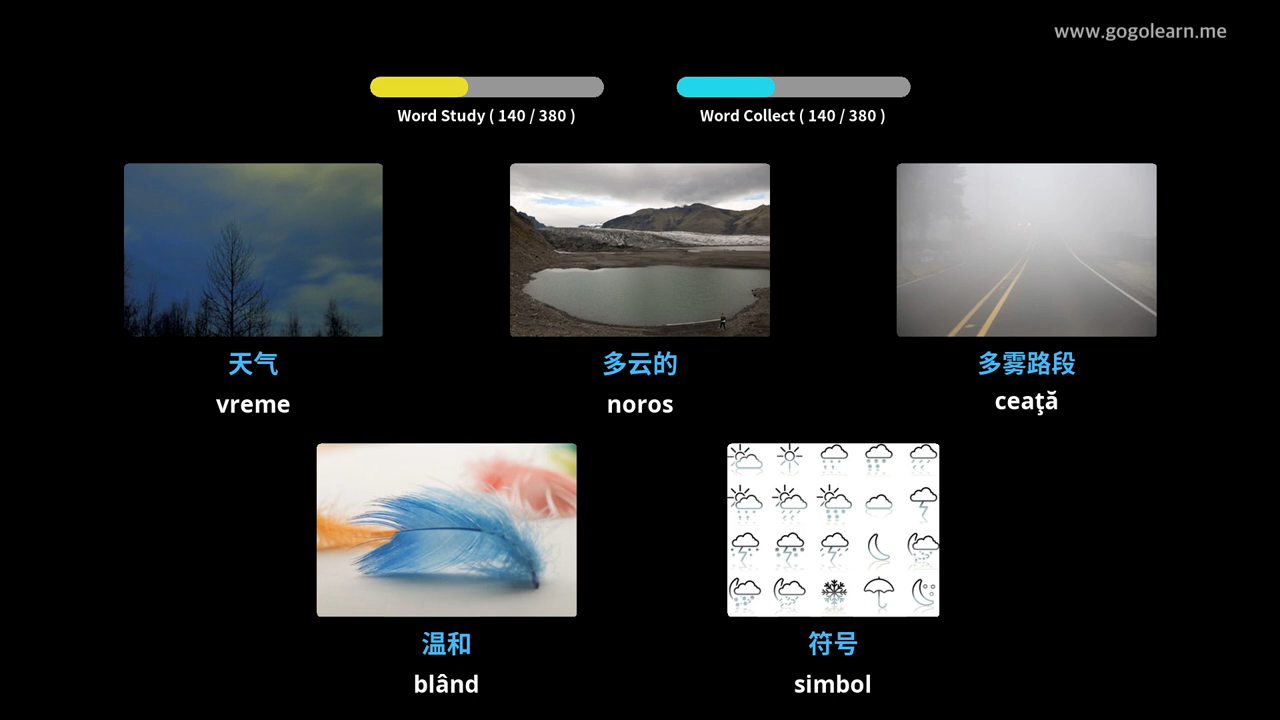 www.gogolearn.me
Word Study ( 140 / 380 )
Word Collect ( 140 / 380 )
天气
vreme
多云的
noros
多雾路段
ceaţă
温和
blând
符号
simbol